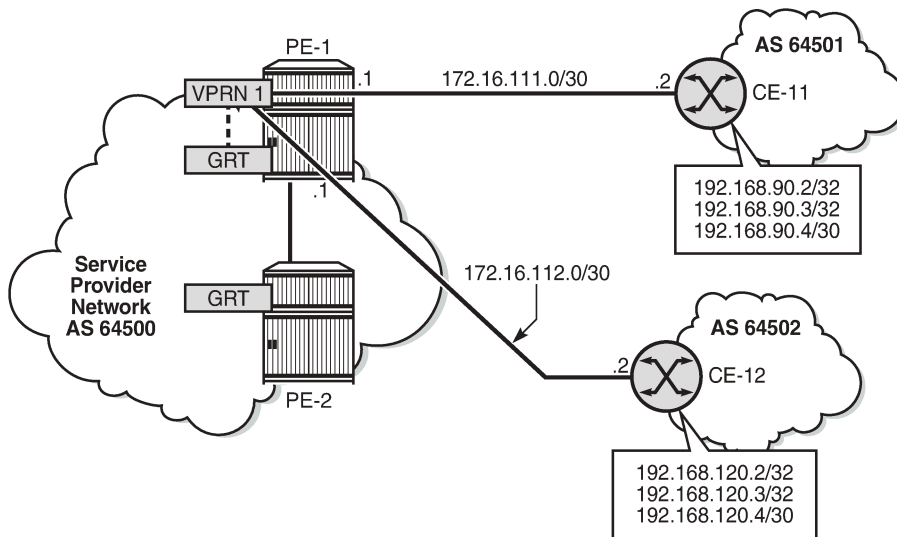 PE-1
AS 64501
VPRN 1
.1
172.16.111.0/30
.2
CE-11
GRT
192.168.90.2/32
192.168.90.3/32
192.168.90.4/30
.1
Service
Provider
Network
AS 64500
GRT
172.16.112.0/30
AS 64502
.2
CE-12
PE-2
192.168.120.2/32
192.168.120.3/32
192.168.120.4/30